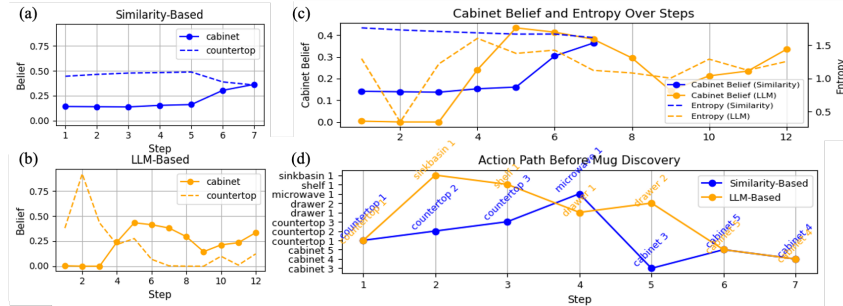 (a)
Similarity-Based
Belief
0.75
0.50
0.25
0.00
cabinet
countertop
1 2 3 4 5 6 7
Step
(b)
LLM-Based
Belief
0.75
0.50
0.25
0.00
cabinet
countertop
2 4 6 8 10 12
Step
(c)
Cabinet Belief and Entropy Over Steps
Cabinet Belief
0.4
0.3
0.2
0.1
0.0
Cabinet Belief (Similarity)
Cabinet Belief (LLM)
Entropy (Similarity)
Entropy (LLM)
1.5
1.0
0.5
Entropy
2 4 6 8 10 12
(d)
Action Path Before Mug Discovery
sinkbasin 1
shelf 1
microwave 1
drawer 2
drawer 1
countertop 3
countertop 2
countertop 1
cabinet 5
cabinet 4
cabinet 3
Similarity-Based
LLM-Based
countertop 1
countertop 2
countertop 3
microwave 1
cabinet 3
cabinet 5
cabinet 4
countertop 1
sinkbasin 1
shelf 1
drawer 1
drawer 2
cabinet 5
cabinet 4
1 2 3 4 5 6 7
Step